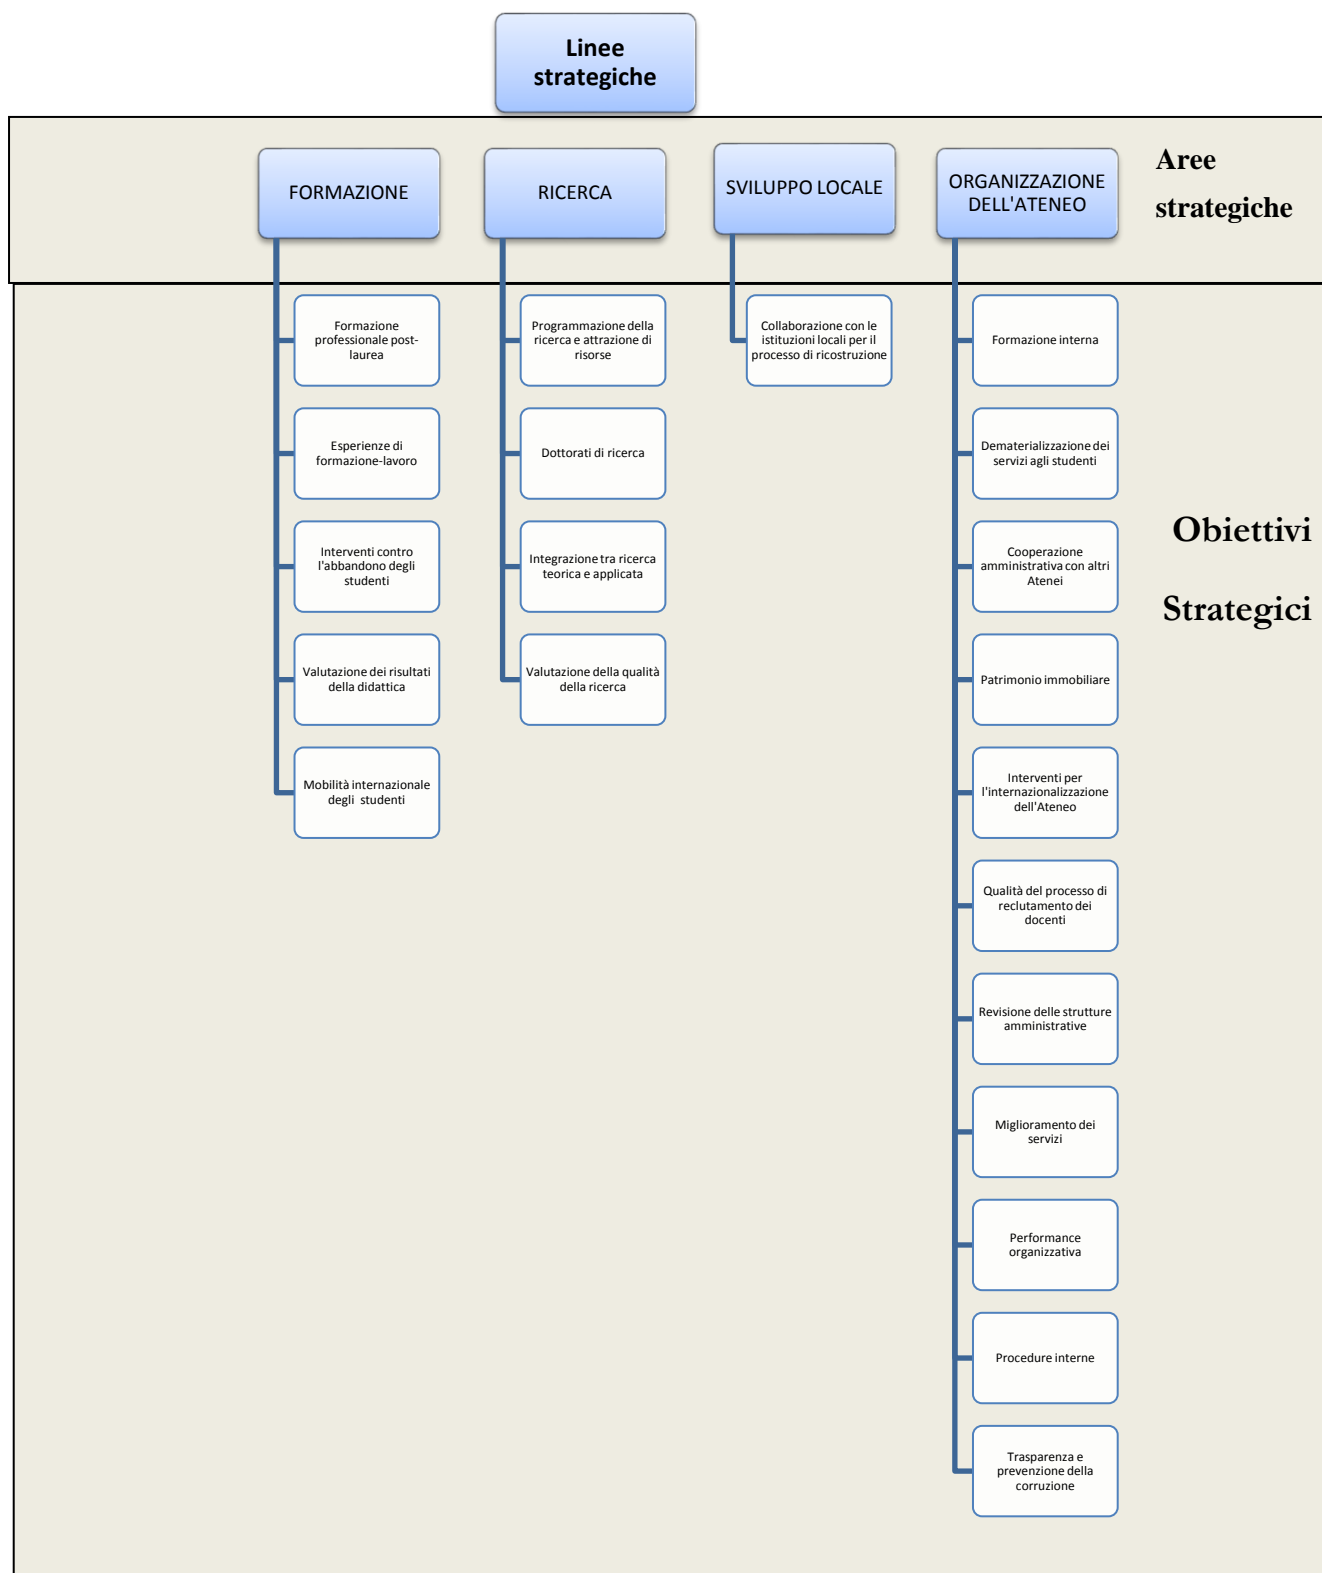 Linee
strategiche
Aree
strategiche
FORMAZIONE
RICERCA
SVILUPPO LOCALE
ORGANIZZAZIONE
DELL'ATENEO
Formazione
professionale post-
laurea
Esperienze di
formazione-lavoro
Interventi contro
l'abbandono degli
studenti
Valutazione dei risultati
della didattica
Mobilità internazionale
degli studenti
Programmazione della
ricerca e attrazione di
risorse
Dottorati di ricerca
Integrazione tra ricerca
teorica e applicata
Valutazione della qualità
della ricerca
Collaborazione con le
istituzioni locali per il
processo di ricostruzione
Formazione interna
Dematerializzazione dei
servizi agli studenti
Cooperazione
amministrativa con altri
Atenei
Patrimonio immobiliare
Interventi per
l'internazionalizzazione
dell'Ateneo
Qualità del processo di
reclutamento dei
docenti
Revisione delle strutture
amministrative
Miglioramento dei
servizi
Performance
organizzativa
Procedure interne
Trasparenza e
prevenzione della
corruzione
Obiettivi
Strategici